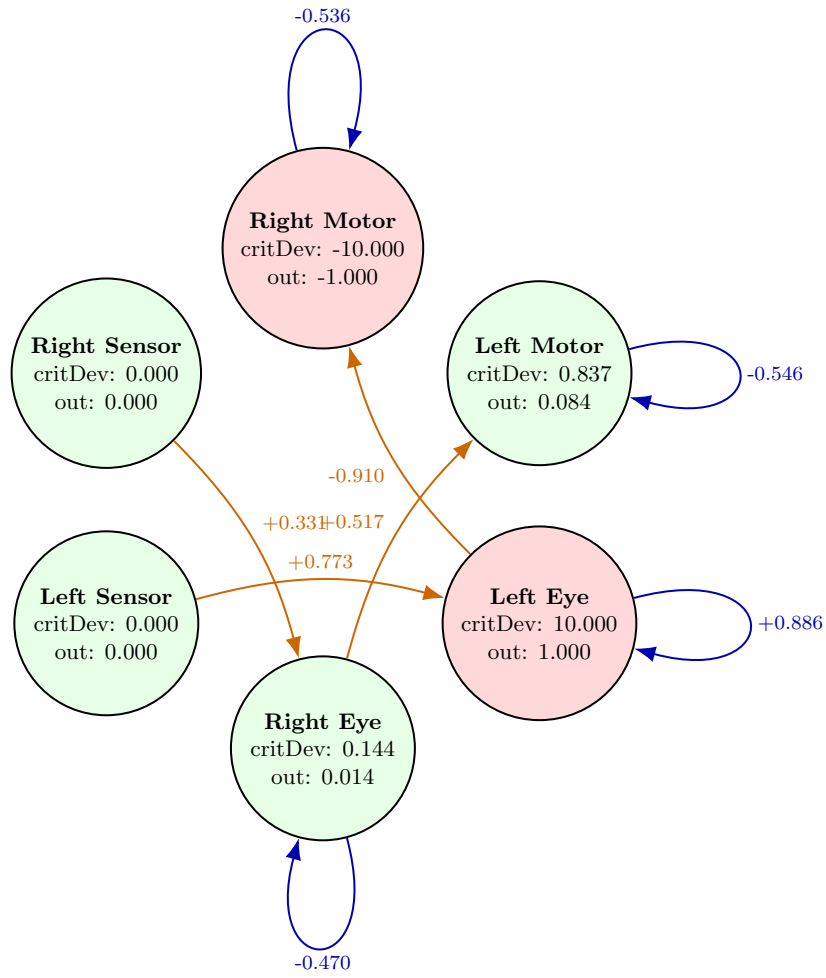 -0.536
Right Motor
critDev: -10.000
out: -1.000
Right Sensor
critDev: 0.000
out: 0.000
Left Motor
critDev: 0.837
out: 0.084
-0.546
-0.910
+0.331
+0.517
+0.773
Left Sensor
critDev: 0.000
out: 0.000
Left Eye
critDev: 10.000
out: 1.000
+0.886
Right Eye
critDev: 0.144
out: 0.014
-0.470